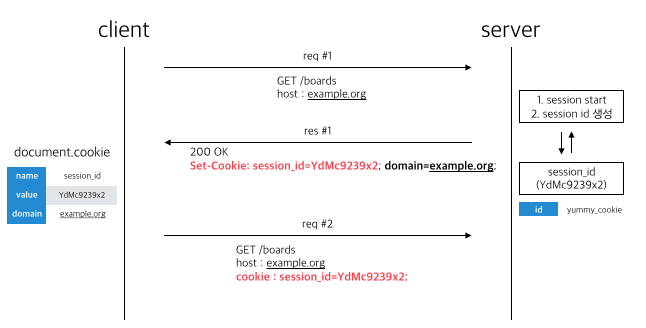 client
server
req #1
GET /boards
host : example.org
1. session start
2. session id 생성
res #1
200 OK
Set-Cookie: session_id=YdMc9239x2; domain=example.org;
document.cookie
name session_id
value YdMc9239x2
domain example.org
session_id
(YdMc9239x2)
id yummy_cookie
req #2
GET /boards
host : example.org
cookie : session_id=YdMc9239x2;